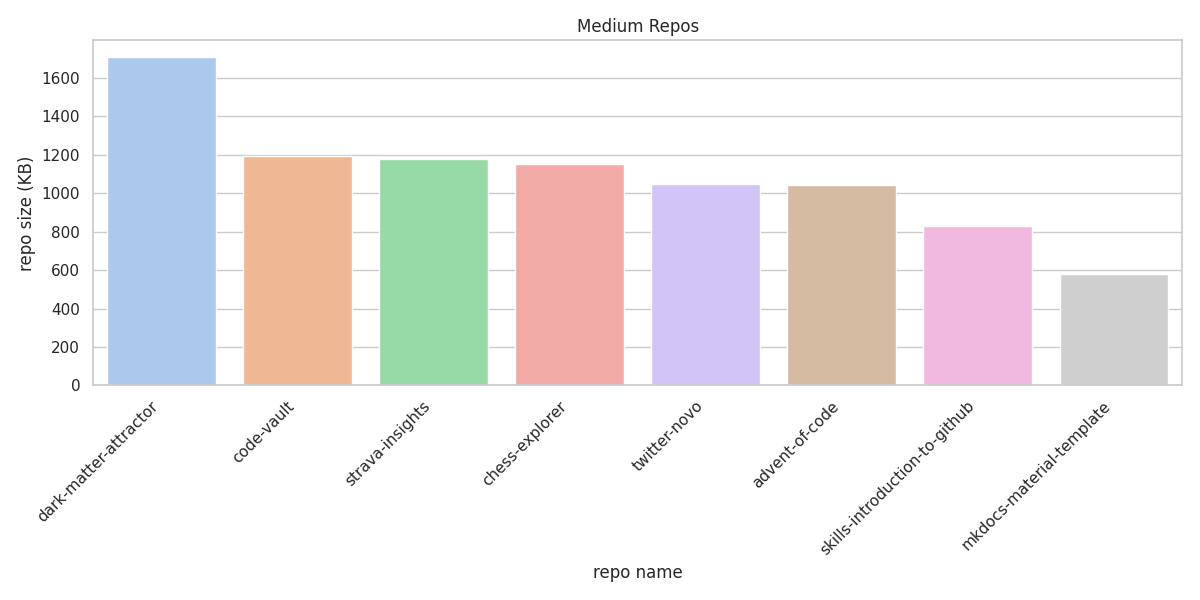 Medium Repos
repo size (KB)
1600
1400
1200
1000
800
600
400
200
0
dark-matter-attractor
code-vault
strava-insights
chess-explorer
twitter-novo
advent-of-code
skills-introduction-to-github
mkdocs-material-template
repo name